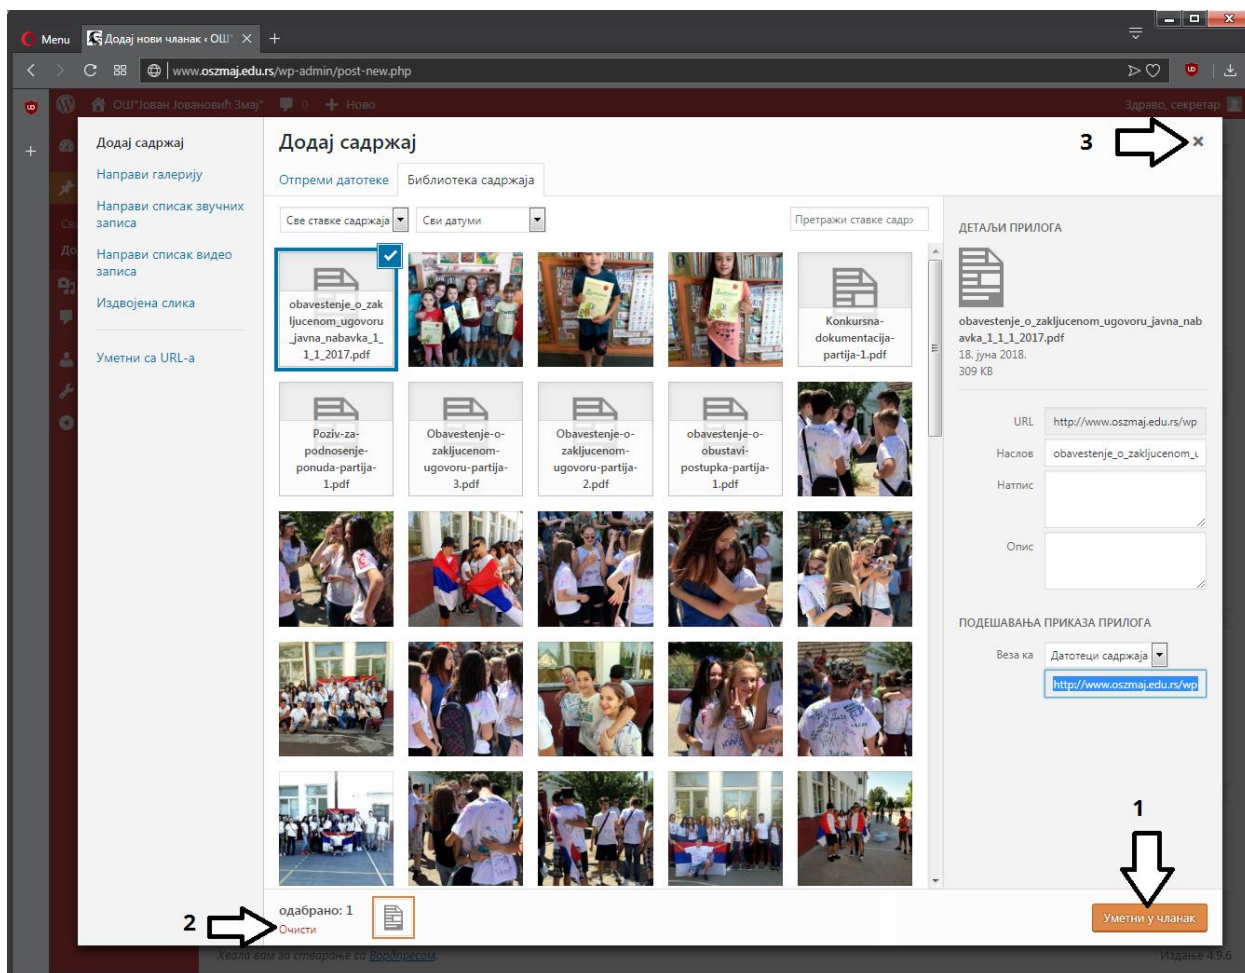 Menu
Додај нови чланак ‹ ОШ"
www.oszmaj.edu.rs/wp-admin/post-new.php
ОШ"Јован Јовановић Змај"
0
Ново
Здраво, секретар
Додај садржај
Направи галерију
Направи списак звучних
записа
Направи списак видео
записа
Издвојена слика
Уметни са URL-а
Додај садржај
3
Отпреми датотеке
Библиотека садржаја
Све ставке садржаја
Сви датуми
Претражи ставке садр
obavestenje_o_zak
ljucenom_ugovoru
_javna_nabavka_1_
1_1_2017.pdf
Konkursna-
dokumentacija-
partija-1.pdf
Poziv-za-
podnosenje-
ponuda-partija-
1.pdf
Obavestenje-o-
zakljucenom-
ugovoru-partija-
3.pdf
Obavestenje-o-
zakljucenom-
ugovoru-partija-
2.pdf
obavestenje-o-
obustavi-
postupka-partija-
1.pdf
ДЕТАЉИ ПРИЛОГА
obavestenje_o_zakljucenom_ugovoru_javna_nab
avka_1_1_1_2017.pdf
18. јуна 2018.
309 KB
URL
http://www.oszmaj.edu.rs/wp
Наслов
obavestenje_o_zakljucenom_u
Натпис
Опис
ПОДЕШАВАЊА ПРИКАЗА ПРИЛОГА
Веза ка
Датотеци садржаја
http://www.oszmaj.edu.rs/wp
1
2
одабрано: 1
Очисти
Уметни у чланак
Хвала вам за стварање са Вордпресом.
Издање 4.9.6